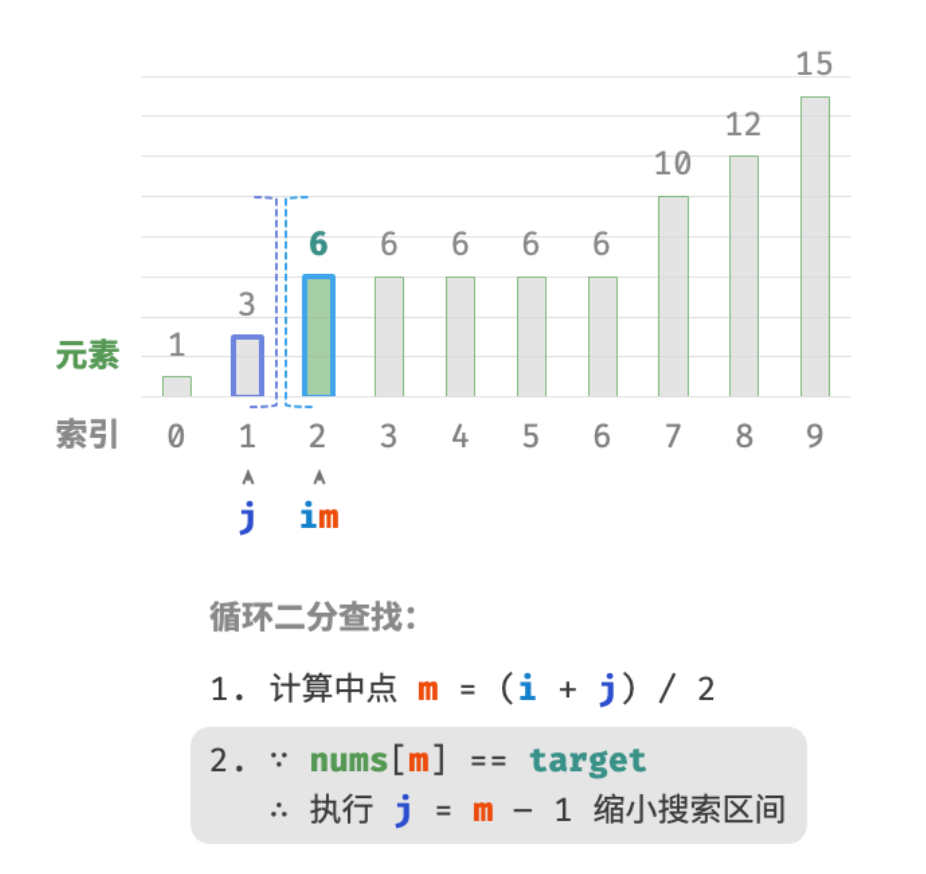 15
12
10
6 6 6 6 6
3
1
元素
索引 0 1 2 3 4 5 6 7 8 9
j im
循环二分查找：
1. 计算中点 m = (i + j) / 2
2. ∵ nums[m] == target
∴ 执行 j = m - 1 缩小搜索区间